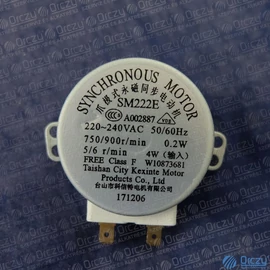 SYNCHRONOUS MOTOR
爪极式永磁同步电动机
SM222E
A002887
220~240VAC 50/60Hz
750/900r/min 0.2W
5/6 r/min 4W (输入)
FREE Class F W10873681
Taishan City Kexinte Motor
Products Co., Ltd
台山市科信特电机有限公司
171206
Diczu